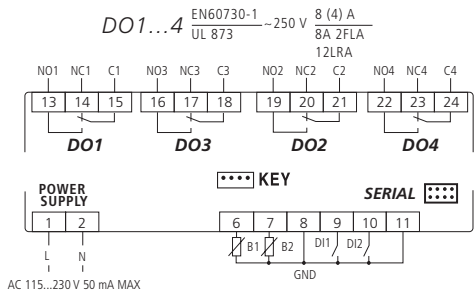 DO1...4 EN60730-1 ~250 V 8 (4) A
UL 873 8A 2FLA
12LRA
NO1 NC1 C1 NO3 NC3 C3 NO2 NC2 C2 NO4 NC4 C4
13 14 15 16 17 18 19 20 21 22 23 24
DO1 DO3 DO2 DO4
POWER
SUPPLY
KEY
SERIAL
1 2 6 7 8 9 10 11
L N B1 B2 DI1 DI2
GND
AC 115...230 V 50 mA MAX